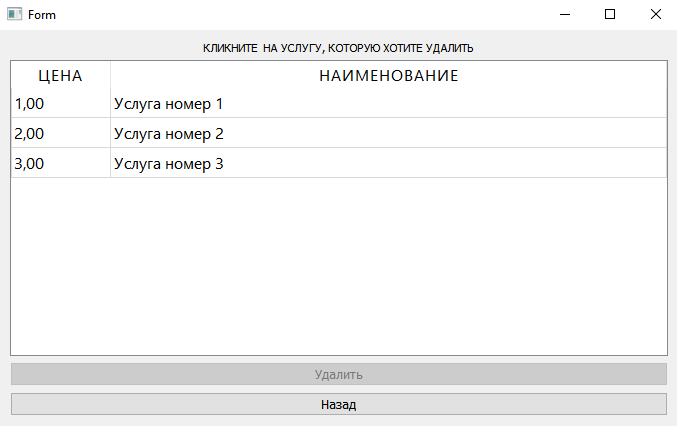 Form
КЛИКНИТЕ НА УСЛУГУ, КОТОРУЮ ХОТИТЕ УДАЛИТЬ
ЦЕНА НАИМЕНОВАНИЕ
1,00 Услуга номер 1
2,00 Услуга номер 2
3,00 Услуга номер 3
Удалить
Назад